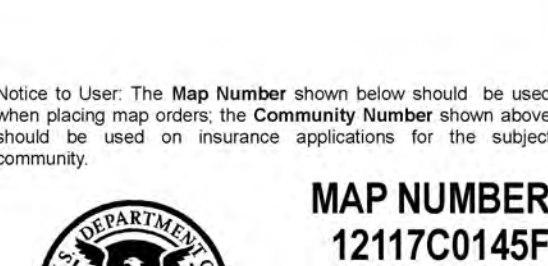 Notice to User: The Map Number shown below should be used
when placing map orders; the Community Number shown above
should be used on insurance applications for the subject
community.
MAP NUMBER
12117C0145F
U.S. DEPARTMENT